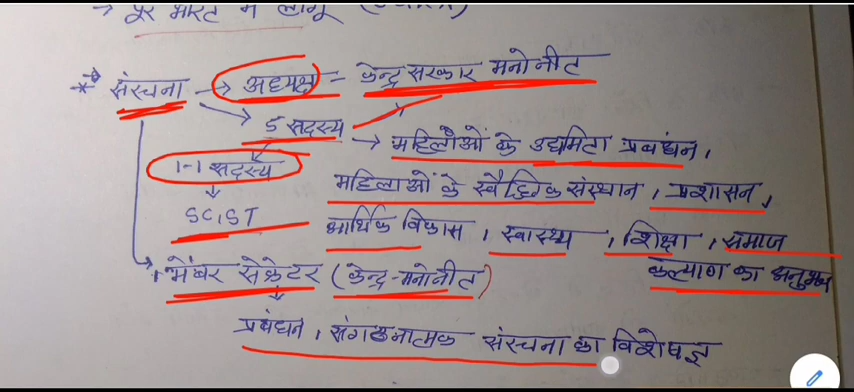 → पूरे भारत में लागू
* संरचना → अध्यक्ष = केन्द्र सरकार मनोनीत
→ 5 सदस्य → महिलाओं के उद्यमिता प्रबंधन,
1-1 सदस्य महिलाओं के स्वैच्छिक संस्थान, प्रशासन,
↓
SC,ST आर्थिक विकास, स्वास्थ्य, शिक्षा, समाज
कल्याण का अनुभव
मेंबर सेक्रेटर (केन्द्र-मनोनीत)
↓
प्रबंधन, संगठनात्मक संरचना का विशेषज्ञ